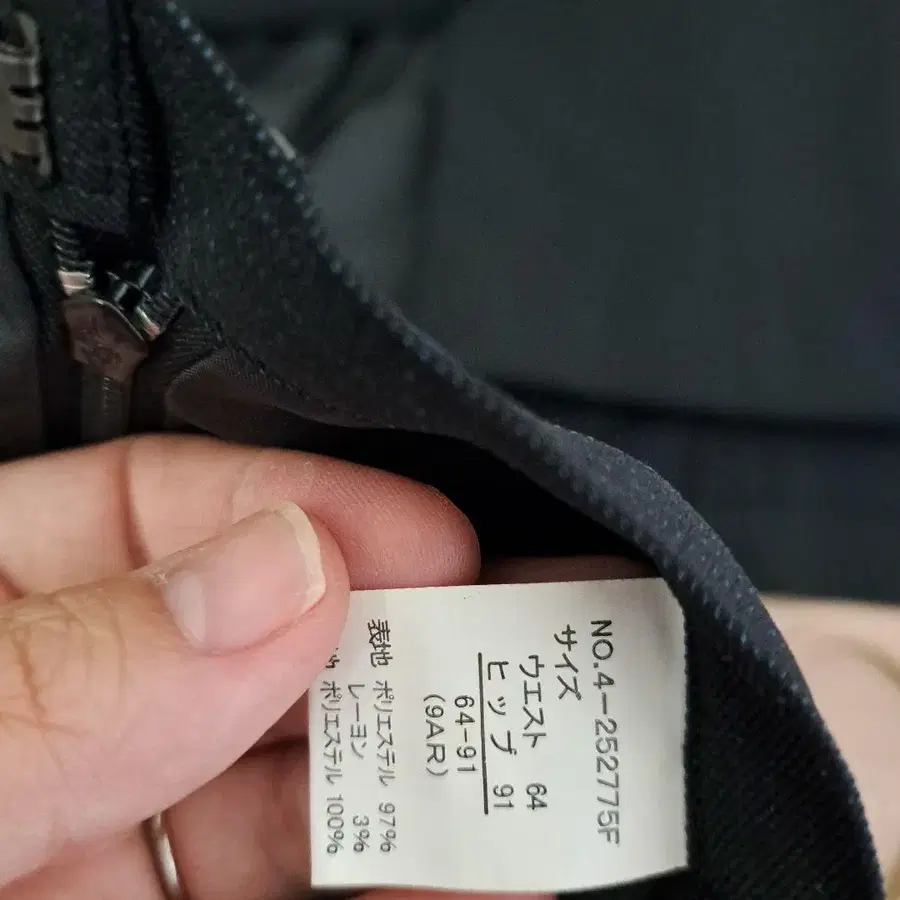 NO.4-252775F
サイズ
ウエスト 64
ヒップ 91
64-91
(9AR)
表地 ポリエステル 97%
レーヨン 3%
ポリエステル 100%